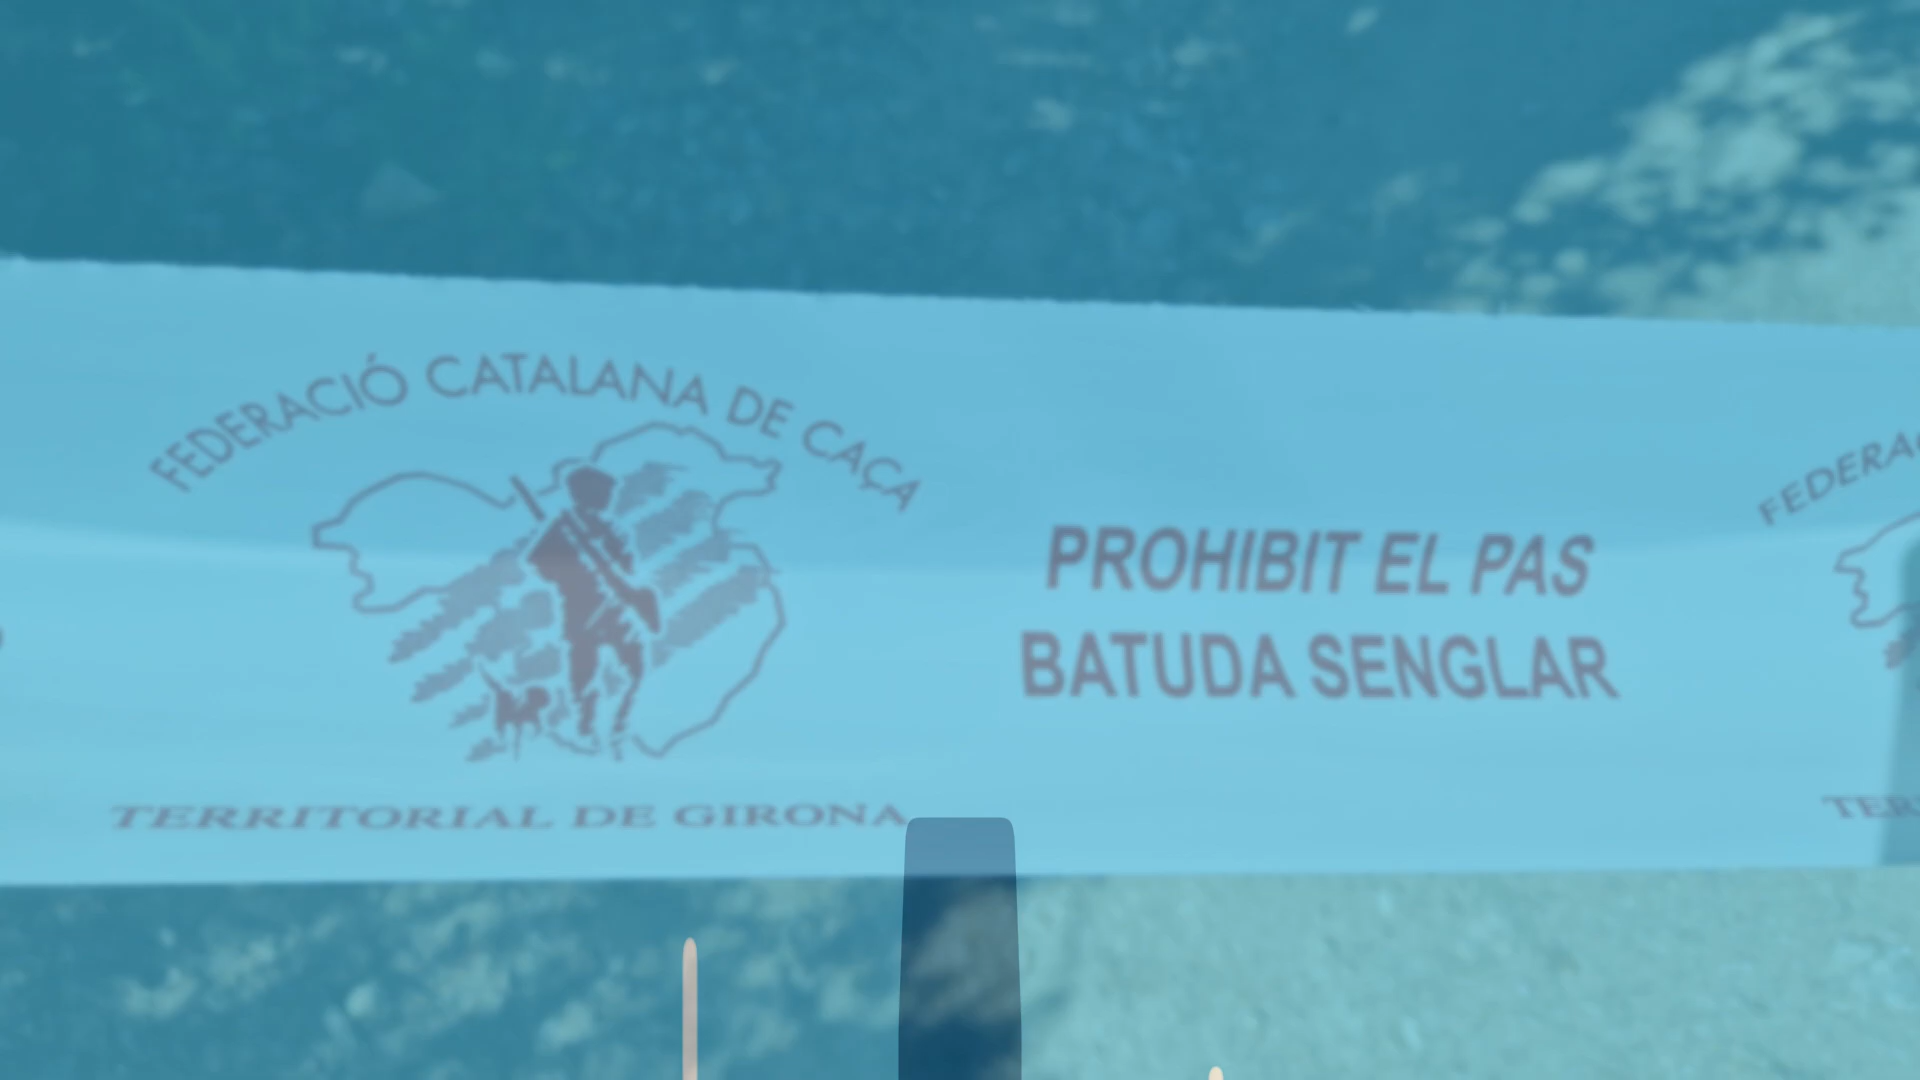 FEDERACIÓ CATALANA DE CAÇA
TERRITORIAL DE GIRONA
PROHIBIT EL PAS
BATUDA SENGLAR